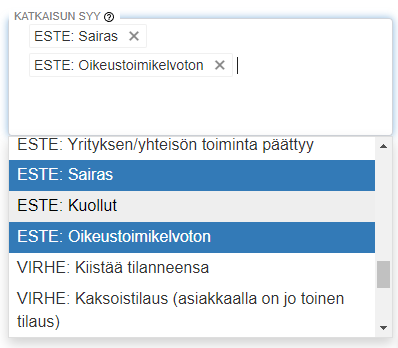 KATKAISUN SYY
ESTE: Sairas
ESTE: Oikeustoimikelvoton
ESTE: Yrityksen/yhteisön toiminta päättyy
ESTE: Sairas
ESTE: Kuollut
ESTE: Oikeustoimikelvoton
VIRHE: Kiistää tilanneensa
VIRHE: Kaksoistilaus (asiakkaalla on jo toinen
tilaus)